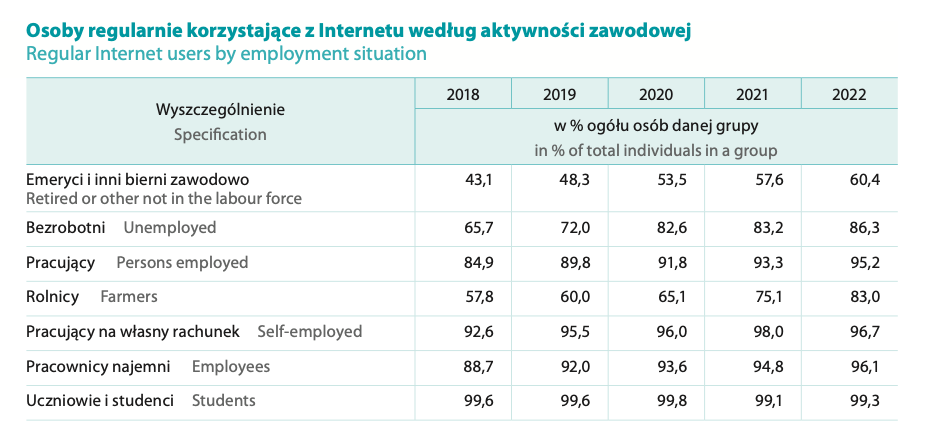 Osoby regularnie korzystające z Internetu według aktywności zawodowej
Regular Internet users by employment situation
Wyszczególnienie
Specification
2018 2019 2020 2021 2022
w % ogółu osób danej grupy
in % of total individuals in a group
Emeryci i inni bierni zawodowo 43,1 48,3 53,5 57,6 60,4
Retired or other not in the labour force
Bezrobotni Unemployed 65,7 72,0 82,6 83,2 86,3
Pracujący Persons employed 84,9 89,8 91,8 93,3 95,2
Rolnicy Farmers 57,8 60,0 65,1 75,1 83,0
Pracujący na własny rachunek Self-employed 92,6 95,5 96,0 98,0 96,7
Pracownicy najemni Employees 88,7 92,0 93,6 94,8 96,1
Uczniowie i studenci Students 99,6 99,6 99,8 99,1 99,3